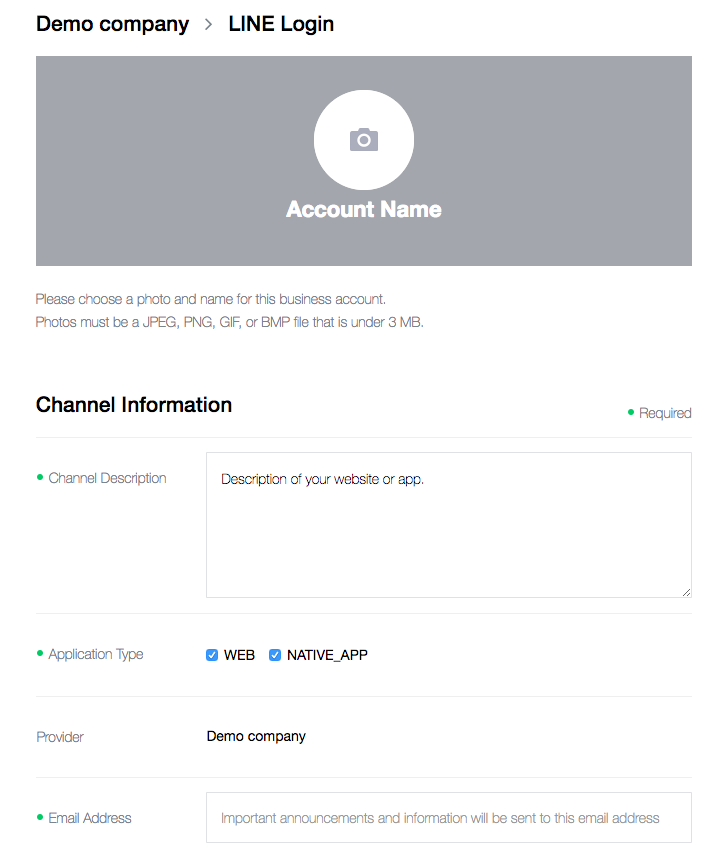 Demo company > LINE Login
Account Name
Please choose a photo and name for this business account.
Photos must be a JPEG, PNG, GIF, or BMP file that is under 3 MB.
Channel Information
Required
Channel Description
Description of your website or app.
Application Type
WEB NATIVE_APP
Provider
Demo company
Email Address
Important announcements and information will be sent to this email address